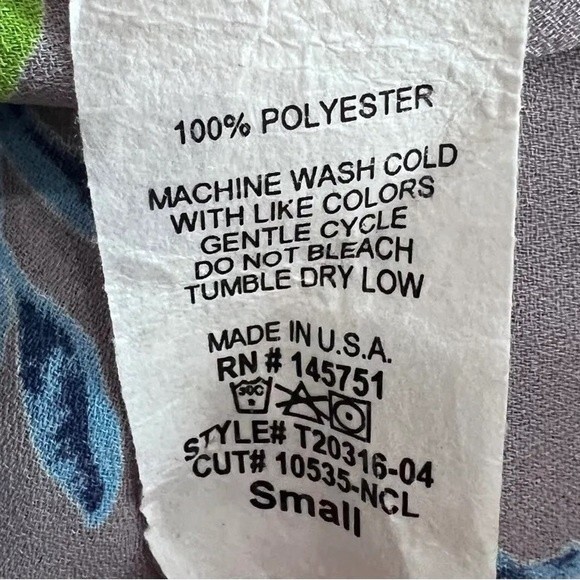 100% POLYESTER
MACHINE WASH COLD
WITH LIKE COLORS
GENTLE CYCLE
DO NOT BLEACH
TUMBLE DRY LOW
MADE IN U.S.A.
RN # 145751
30C
STYLE# T20316-04
CUT# 10535-NCL
Small